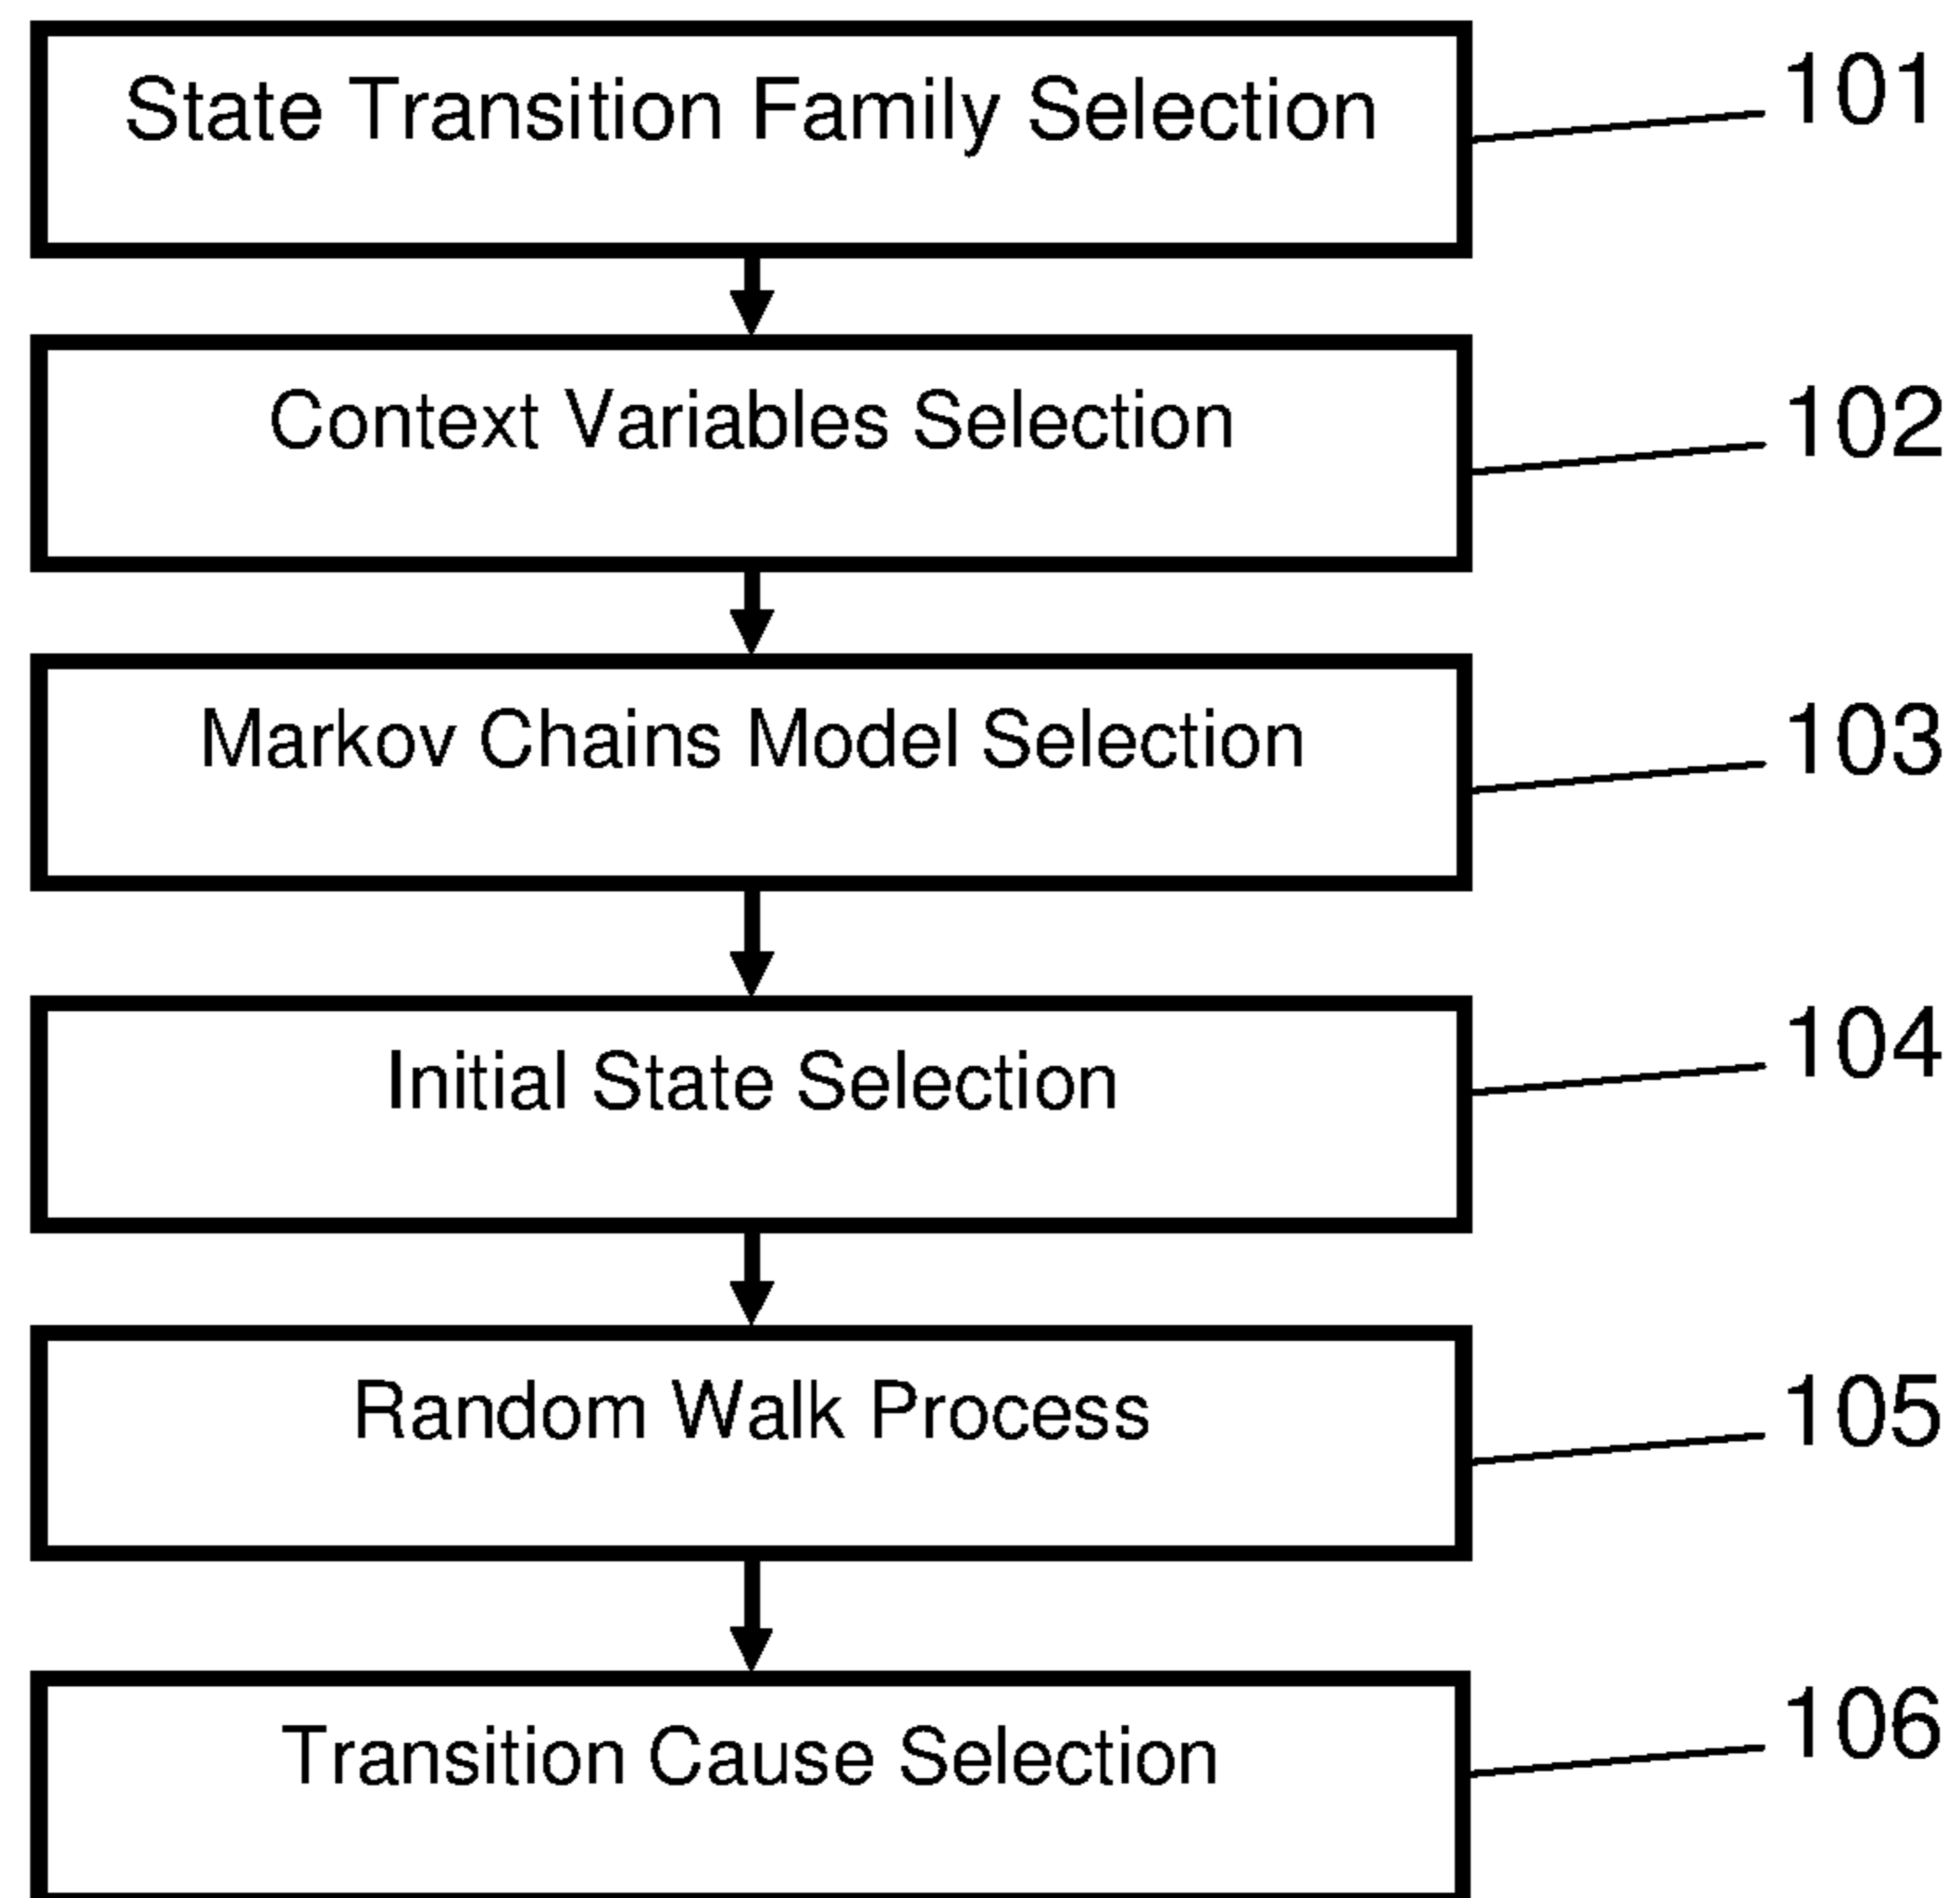 State Transition Family Selection
101
Context Variables Selection
102
Markov Chains Model Selection
103
Initial State Selection
104
Random Walk Process
105
Transition Cause Selection
106